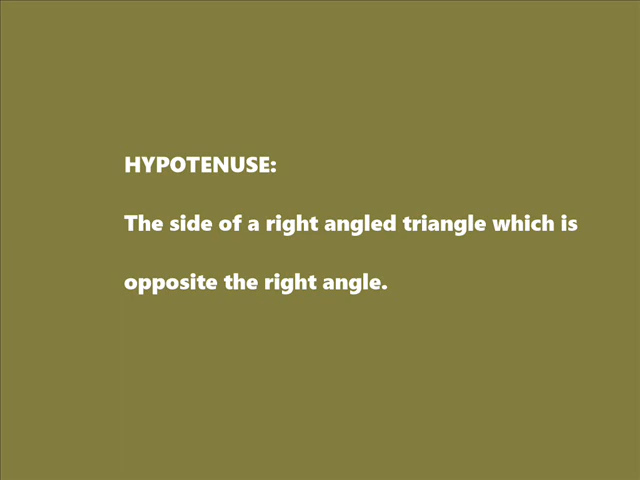 HYPOTENUSE:
The side of a right angled triangle which is
opposite the right angle.